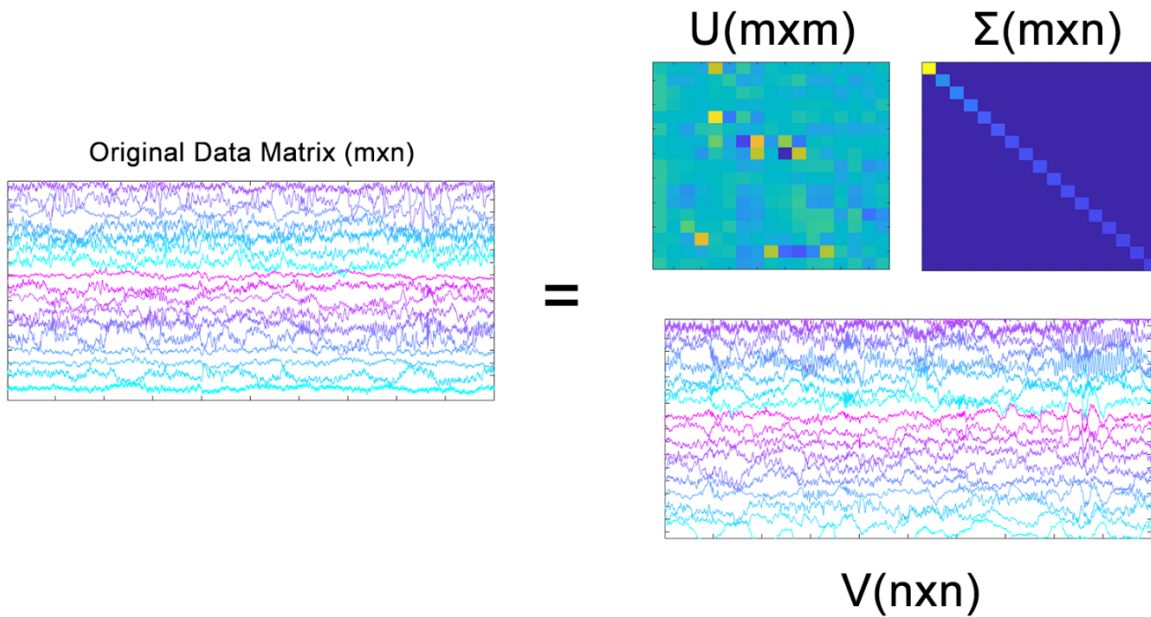 U(mxm)
Σ(mxn)
Original Data Matrix (mxn)
=
V(nxn)